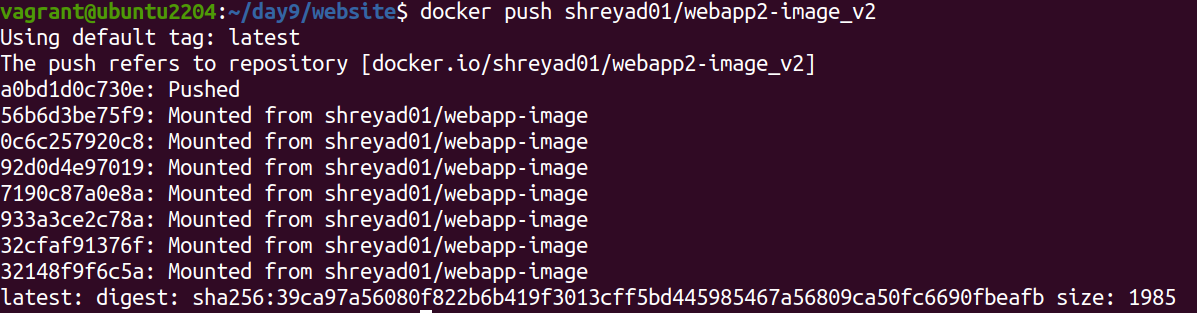 vagrant@ubuntu2204:~/day9/website$ docker push shreyad01/webapp2-image_v2
Using default tag: latest
The push refers to repository [docker.io/shreyad01/webapp2-image_v2]
a0bd1d0c730e: Pushed
56b6d3be75f9: Mounted from shreyad01/webapp-image
0c6c257920c8: Mounted from shreyad01/webapp-image
92d0d4e97019: Mounted from shreyad01/webapp-image
7190c87a0e8a: Mounted from shreyad01/webapp-image
933a3ce2c78a: Mounted from shreyad01/webapp-image
32cfaf91376f: Mounted from shreyad01/webapp-image
32148f9f6c5a: Mounted from shreyad01/webapp-image
latest: digest: sha256:39ca97a56080f822b6b419f3013cff5bd445985467a56809ca50fc6690fbeafb size: 1985